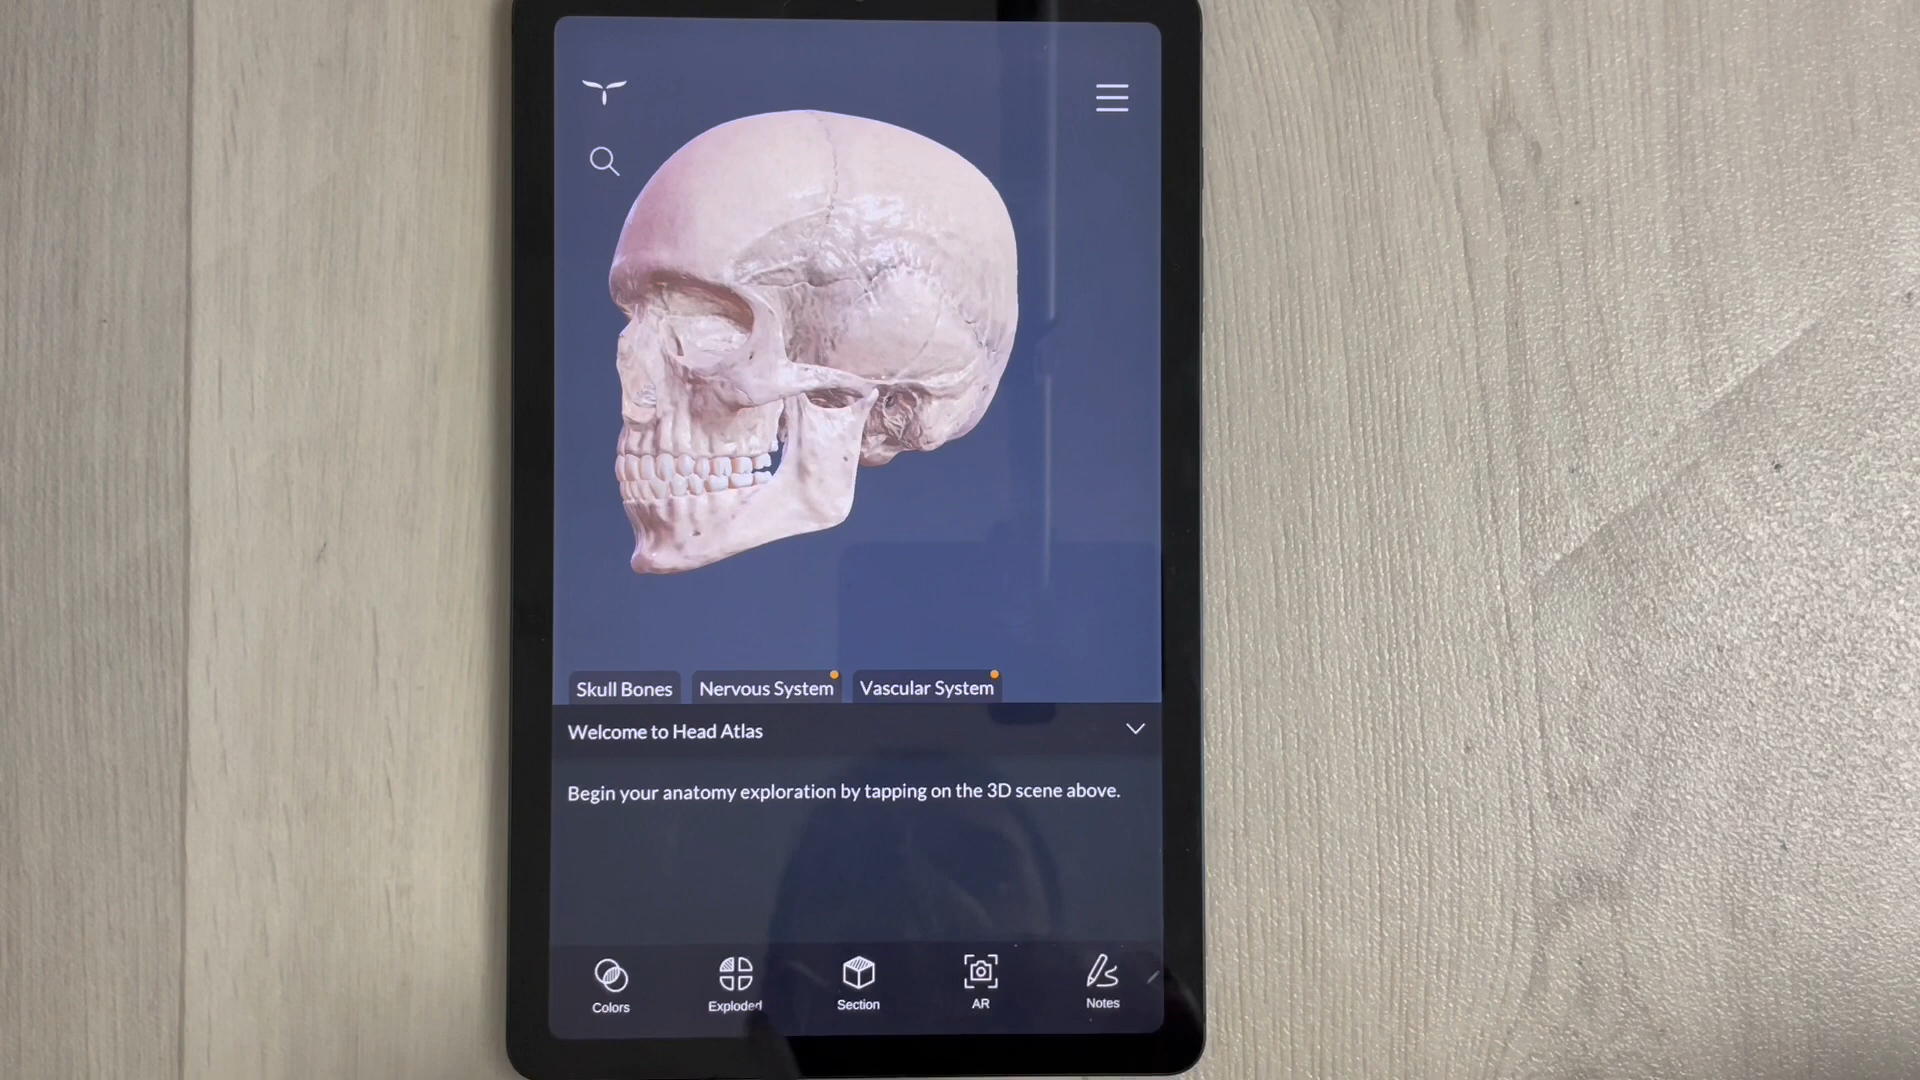 Skull Bones Nervous System Vascular System
Welcome to Head Atlas
Begin your anatomy exploration by tapping on the 3D scene above.
Colors Exploded Section AR Notes